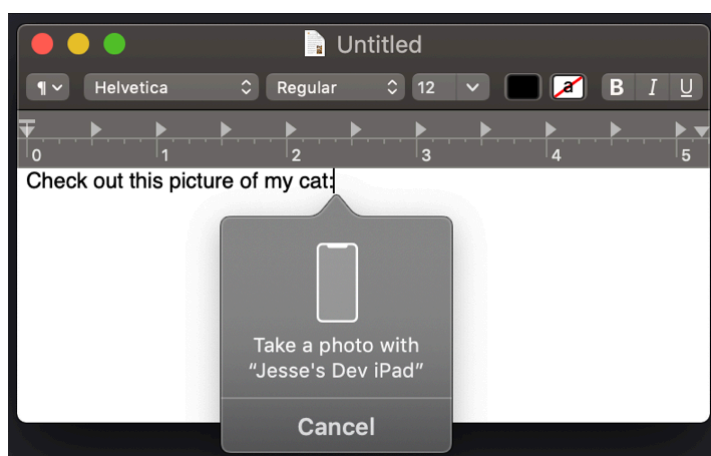 Untitled
¶ Helvetica Regular 12 a B I U
0 1 2 3 4 5
Check out this picture of my cat:
Take a photo with
“Jesse's Dev iPad”
Cancel